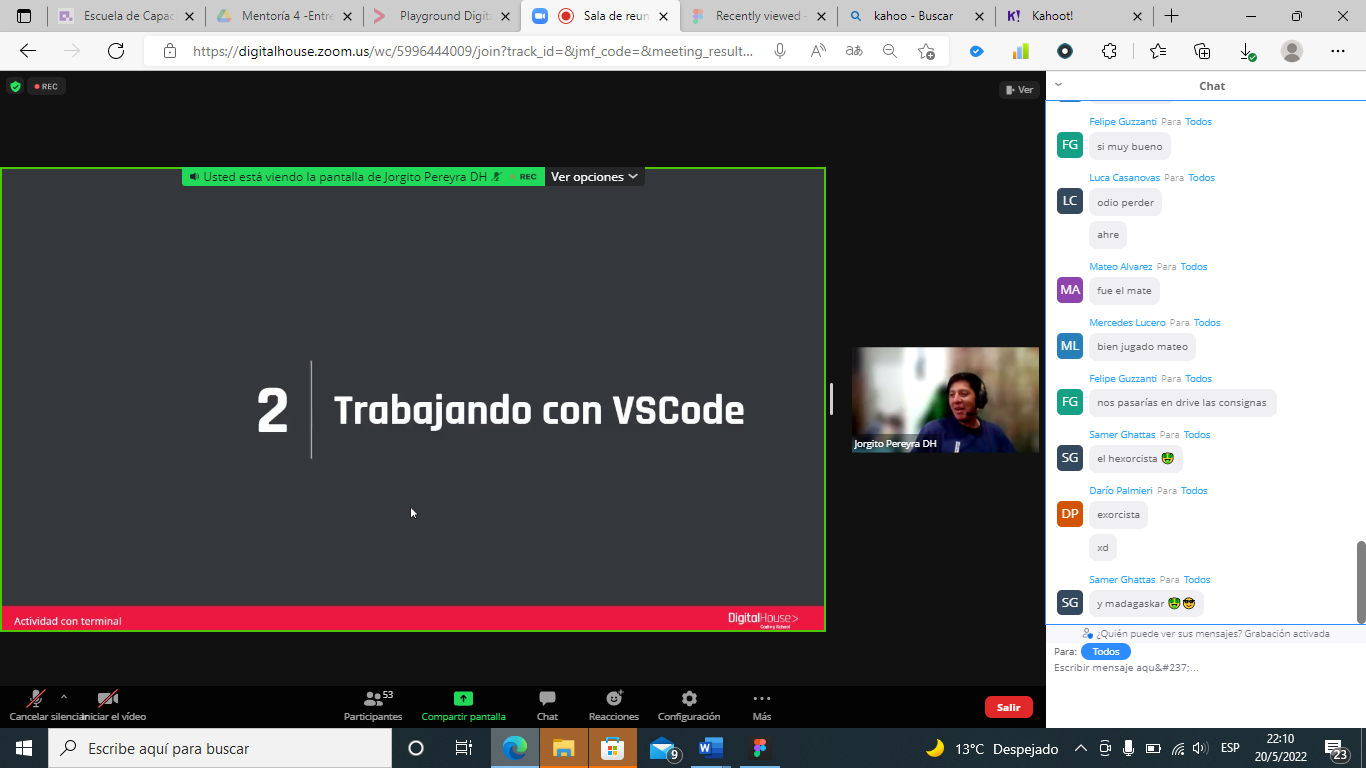 Escuela de Capac
Mentoría 4 -Entre
Playground Digita
Sala de reun
Recently viewed -
kahoo - Buscar
Kahoot!
https://digitalhouse.zoom.us/wc/5996444009/join?track_id=&jmf_code=&meeting_result...
REC
Ver
Usted está viendo la pantalla de Jorgito Pereyra DH
REC
Ver opciones
2
Trabajando con VSCode
Actividad con terminal
DigitalHouse>
Coding School
Jorgito Pereyra DH
Chat
Felipe Guzzanti Para Todos
FG
si muy bueno
Luca Casanovas Para Todos
LC
odio perder
ahre
Mateo Alvarez Para Todos
MA
fue el mate
Mercedes Lucero Para Todos
ML
bien jugado mateo
Felipe Guzzanti Para Todos
FG
nos pasarías en drive las consignas
Samer Ghattas Para Todos
SG
el hexorcista 🤑
Darío Palmieri Para Todos
DP
exorcista
xd
Samer Ghattas Para Todos
SG
y madagaskar 🤑😎
¿Quién puede ver sus mensajes? Grabación activada
Para: Todos
Escribir mensaje aqu&#237;...
Cancelar silenciar
Iniciar el vídeo
53
Participantes
Compartir pantalla
Chat
Reacciones
Configuración
Más
Salir
Escribe aquí para buscar
9
13°C Despejado
ESP
22:10
20/5/2022
23